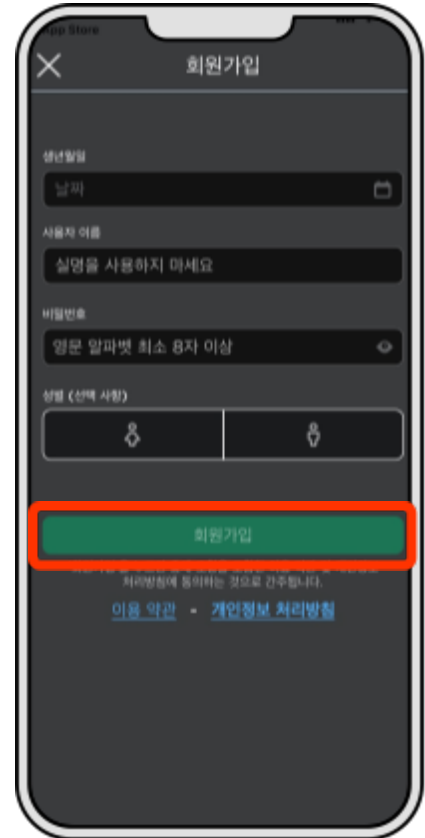 App Store
회원가입
생년월일
날짜
사용자 이름
실명을 사용하지 마세요
비밀번호
영문 알파벳 최소 8자 이상
성별 (선택 사항)
회원가입
처리방침에 동의하는 것으로 간주됩니다.
이용 약관 - 개인정보 처리방침